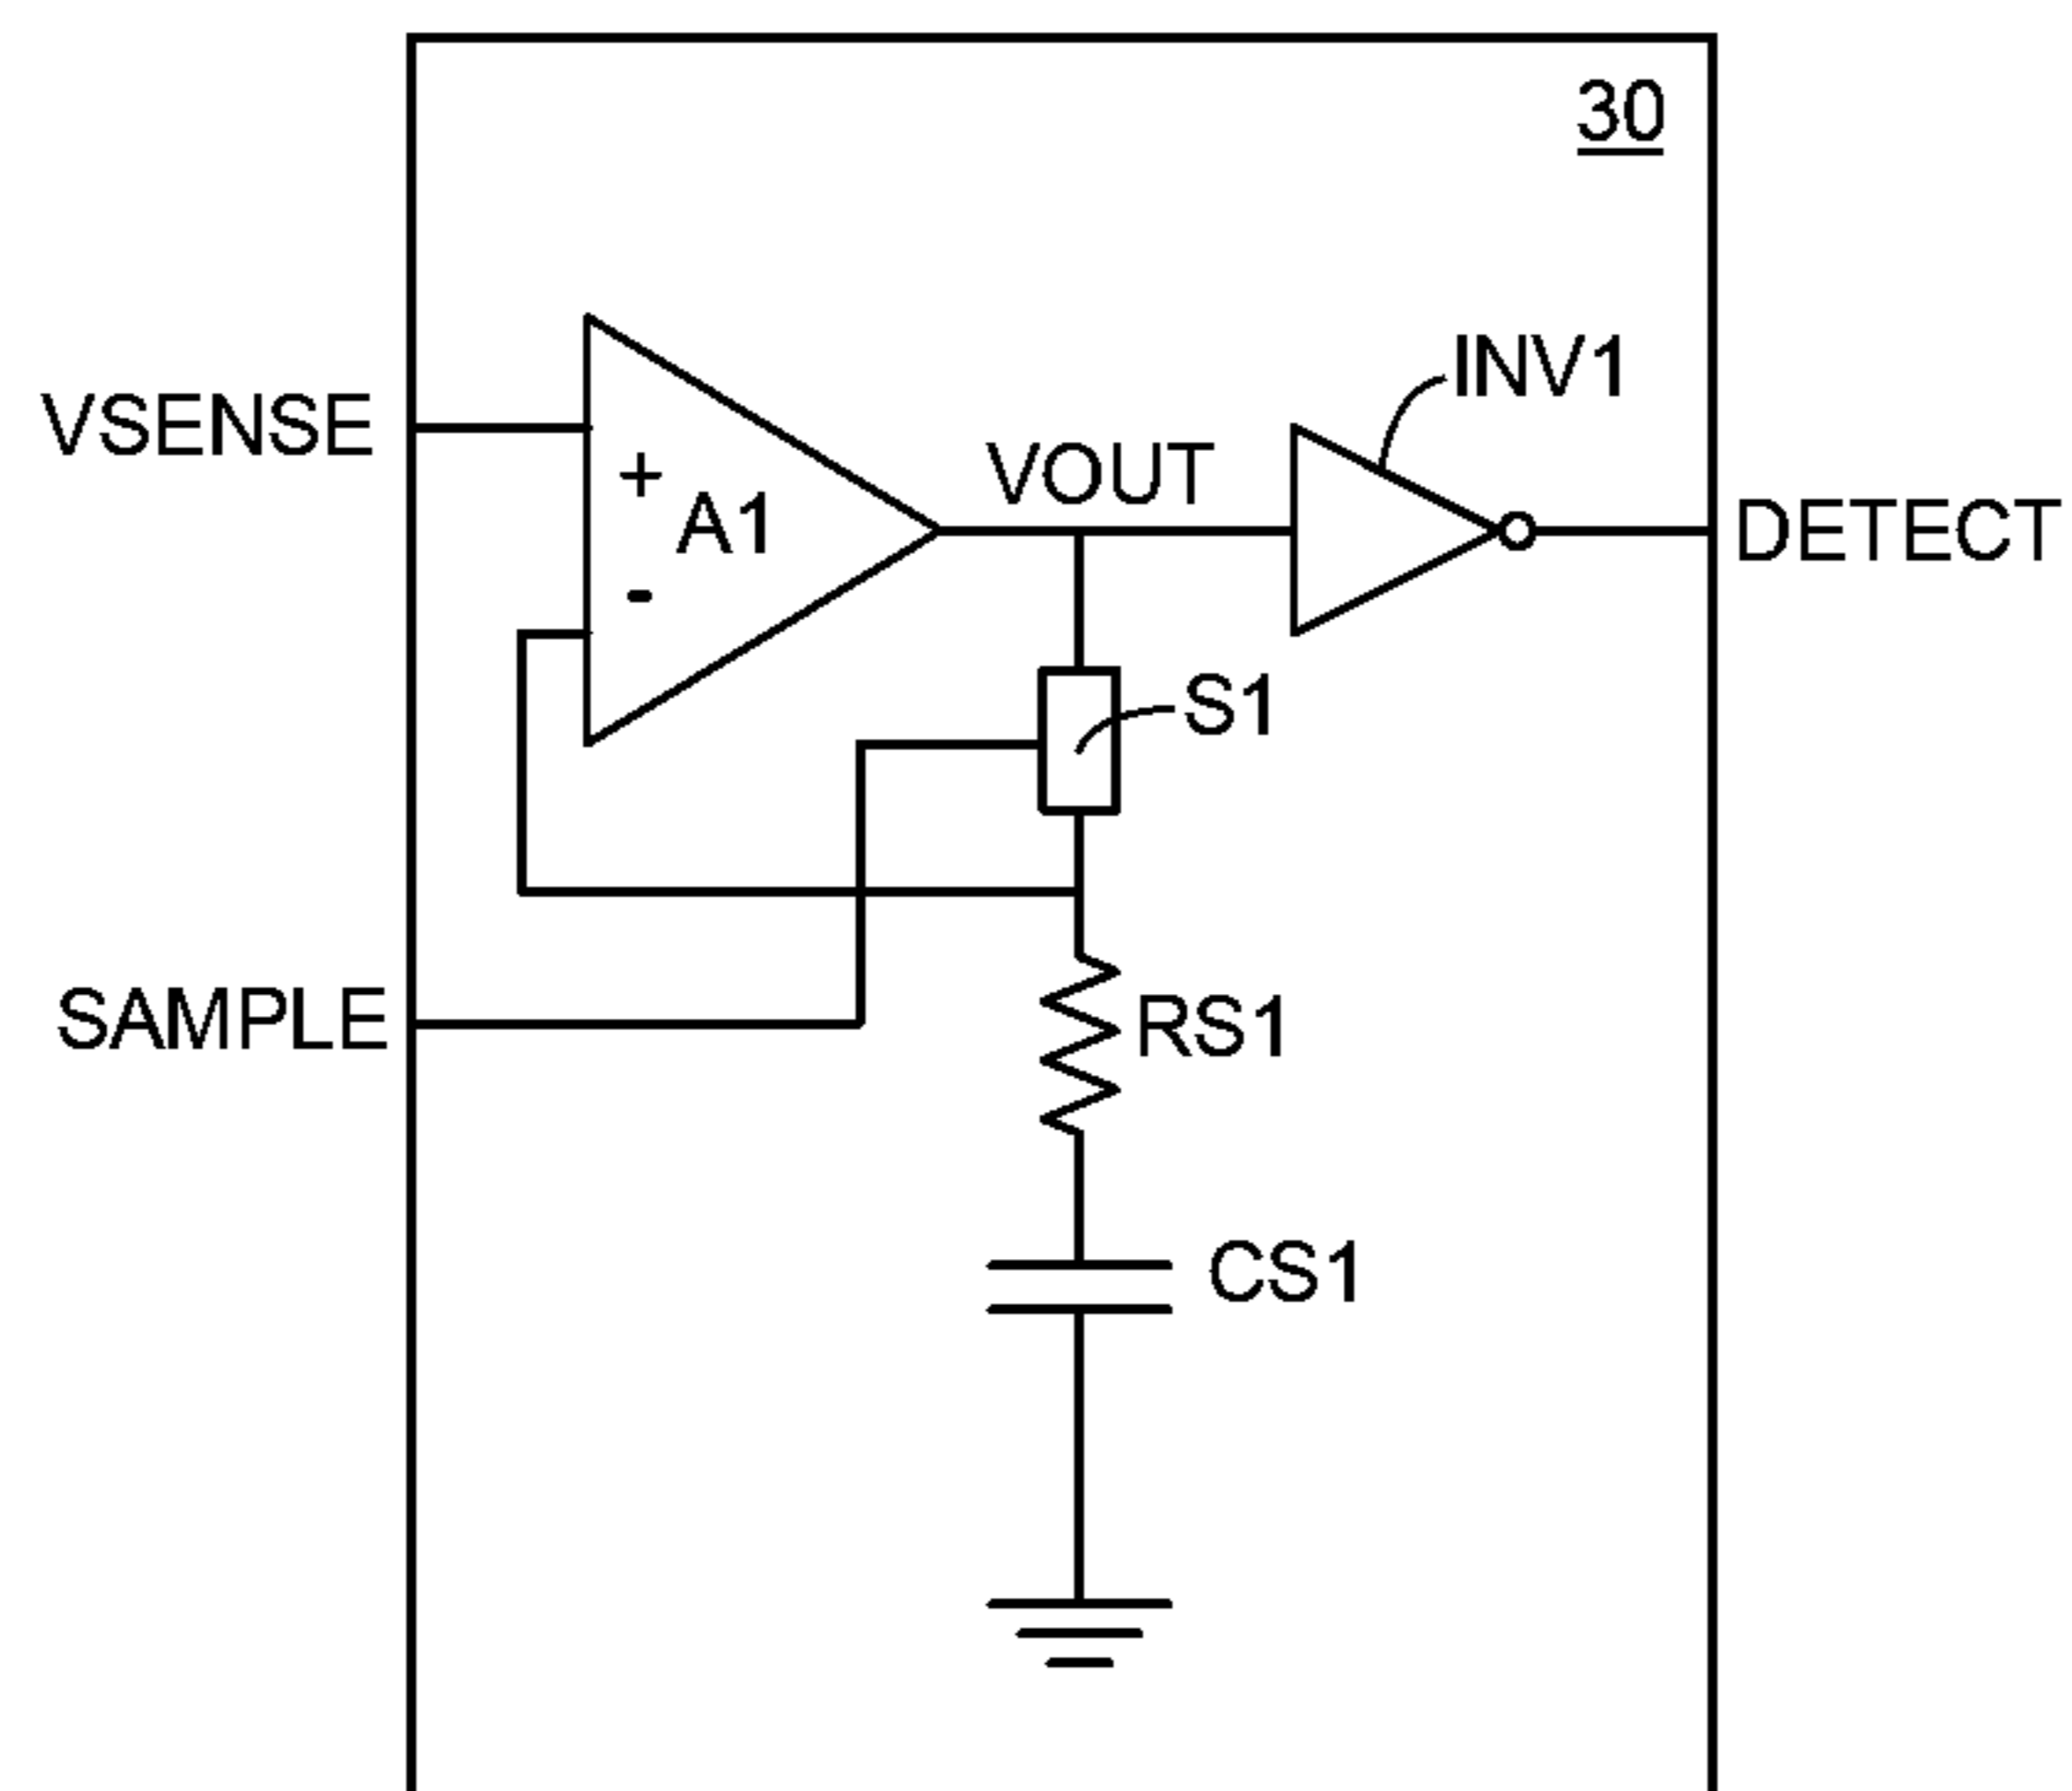 30
INV1
VSENSE
VOUT
+
A1
DETECT
-
S1
SAMPLE
RS1
CS1